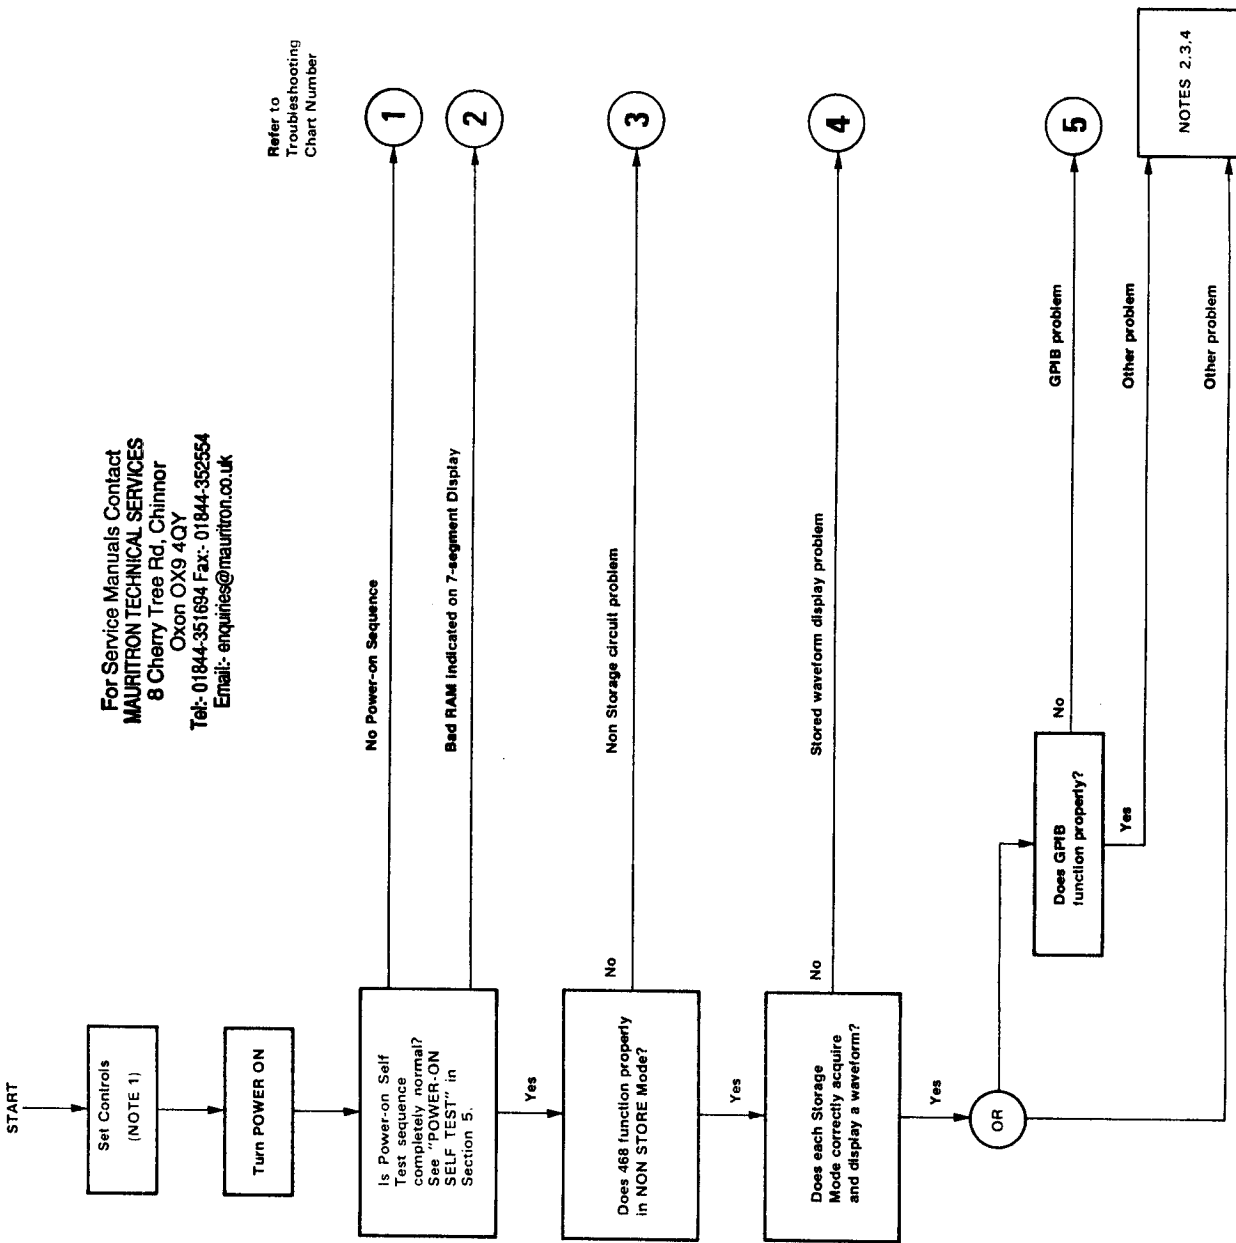 START
Set Controls
(NOTE 1)
Turn POWER ON
Is Power-on Self
Test sequence
completely normal?
See "POWER-ON
SELF TEST" in
Section 5.
Yes
Does 468 function properly
in NON STORE Mode?
No
Yes
Does each Storage
Mode correctly acquire
and display a waveform?
No
Yes
OR
Does GPIB
function properly?
No
Yes
For Service Manuals Contact
MAURITRON TECHNICAL SERVICES
8 Cherry Tree Rd, Chinnor
Oxon OX9 4QY
Tel:- 01844-351694 Fax:- 01844-352554
Email:- enquiries@mauritron.co.uk
No Power-on Sequence
Bad RAM indicated on 7-segment Display
Non Storage circuit problem
Stored waveform display problem
GPIB problem
Other problem
Other problem
Refer to
Troubleshooting
Chart Number
1
2
3
4
5
NOTES 2,3,4